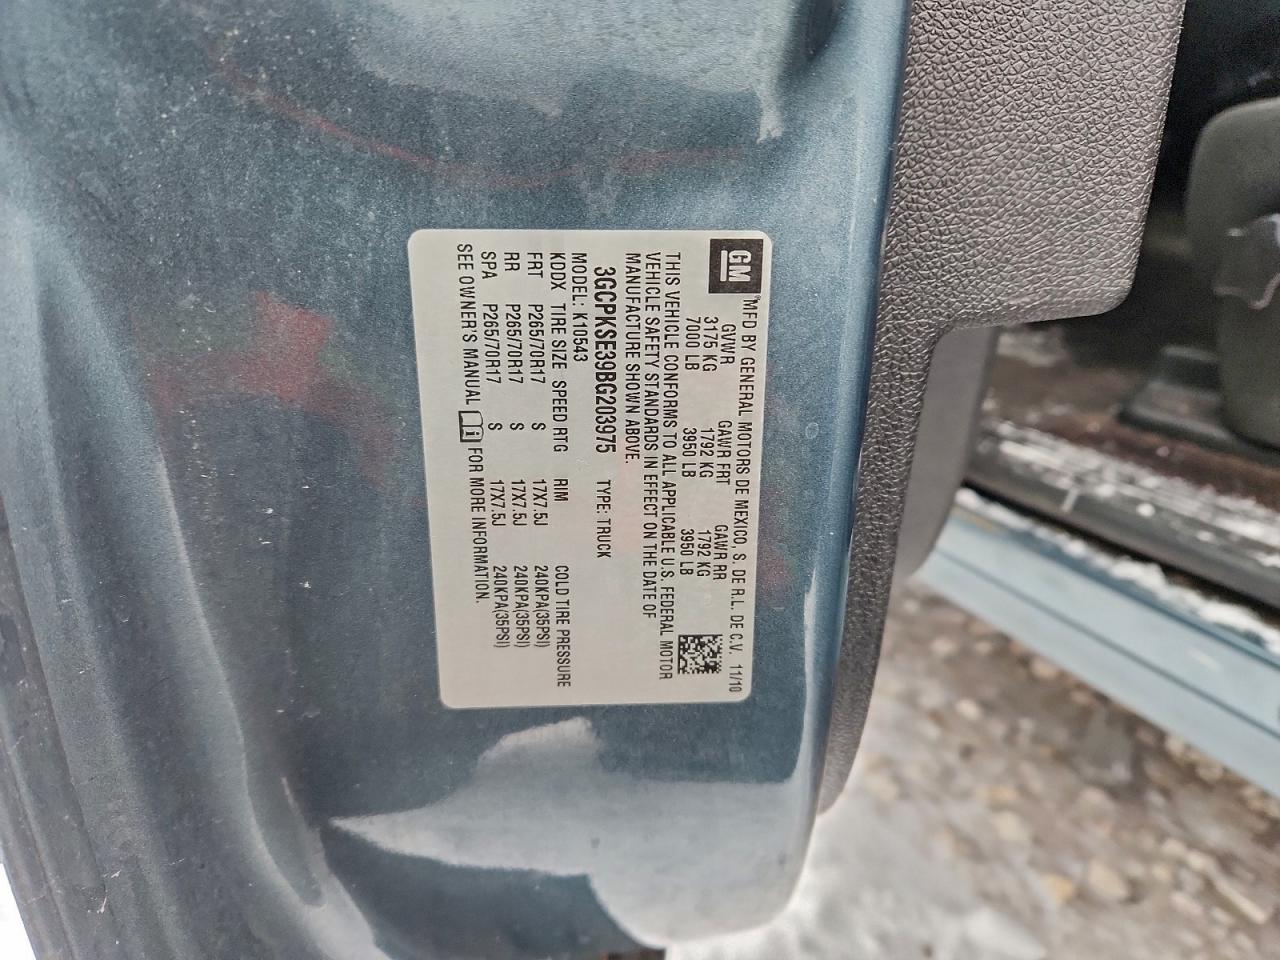 GM
MFD BY GENERAL MOTORS DE MEXICO, S. DE R.L. DE C.V. 11/10
GVWR GAWR FRT GAWR RR
3175 KG 1792 KG 1792 KG
7000 LB 3950 LB 3950 LB
THIS VEHICLE CONFORMS TO ALL APPLICABLE U.S. FEDERAL MOTOR
VEHICLE SAFETY STANDARDS IN EFFECT ON THE DATE OF
MANUFACTURE SHOWN ABOVE.
3GCPKSE39BG203975 TYPE: TRUCK
MODEL: K10543
KODX TIRE SIZE SPEED RTG RIM COLD TIRE PRESSURE
FRT P265/70R17 S 17X7.5J 240KPA(35PSI)
RR P265/70R17 S 17X7.5J 240KPA(35PSI)
SPA P265/70R17 S 17X7.5J 240KPA(35PSI)
SEE OWNER'S MANUAL i FOR MORE INFORMATION.